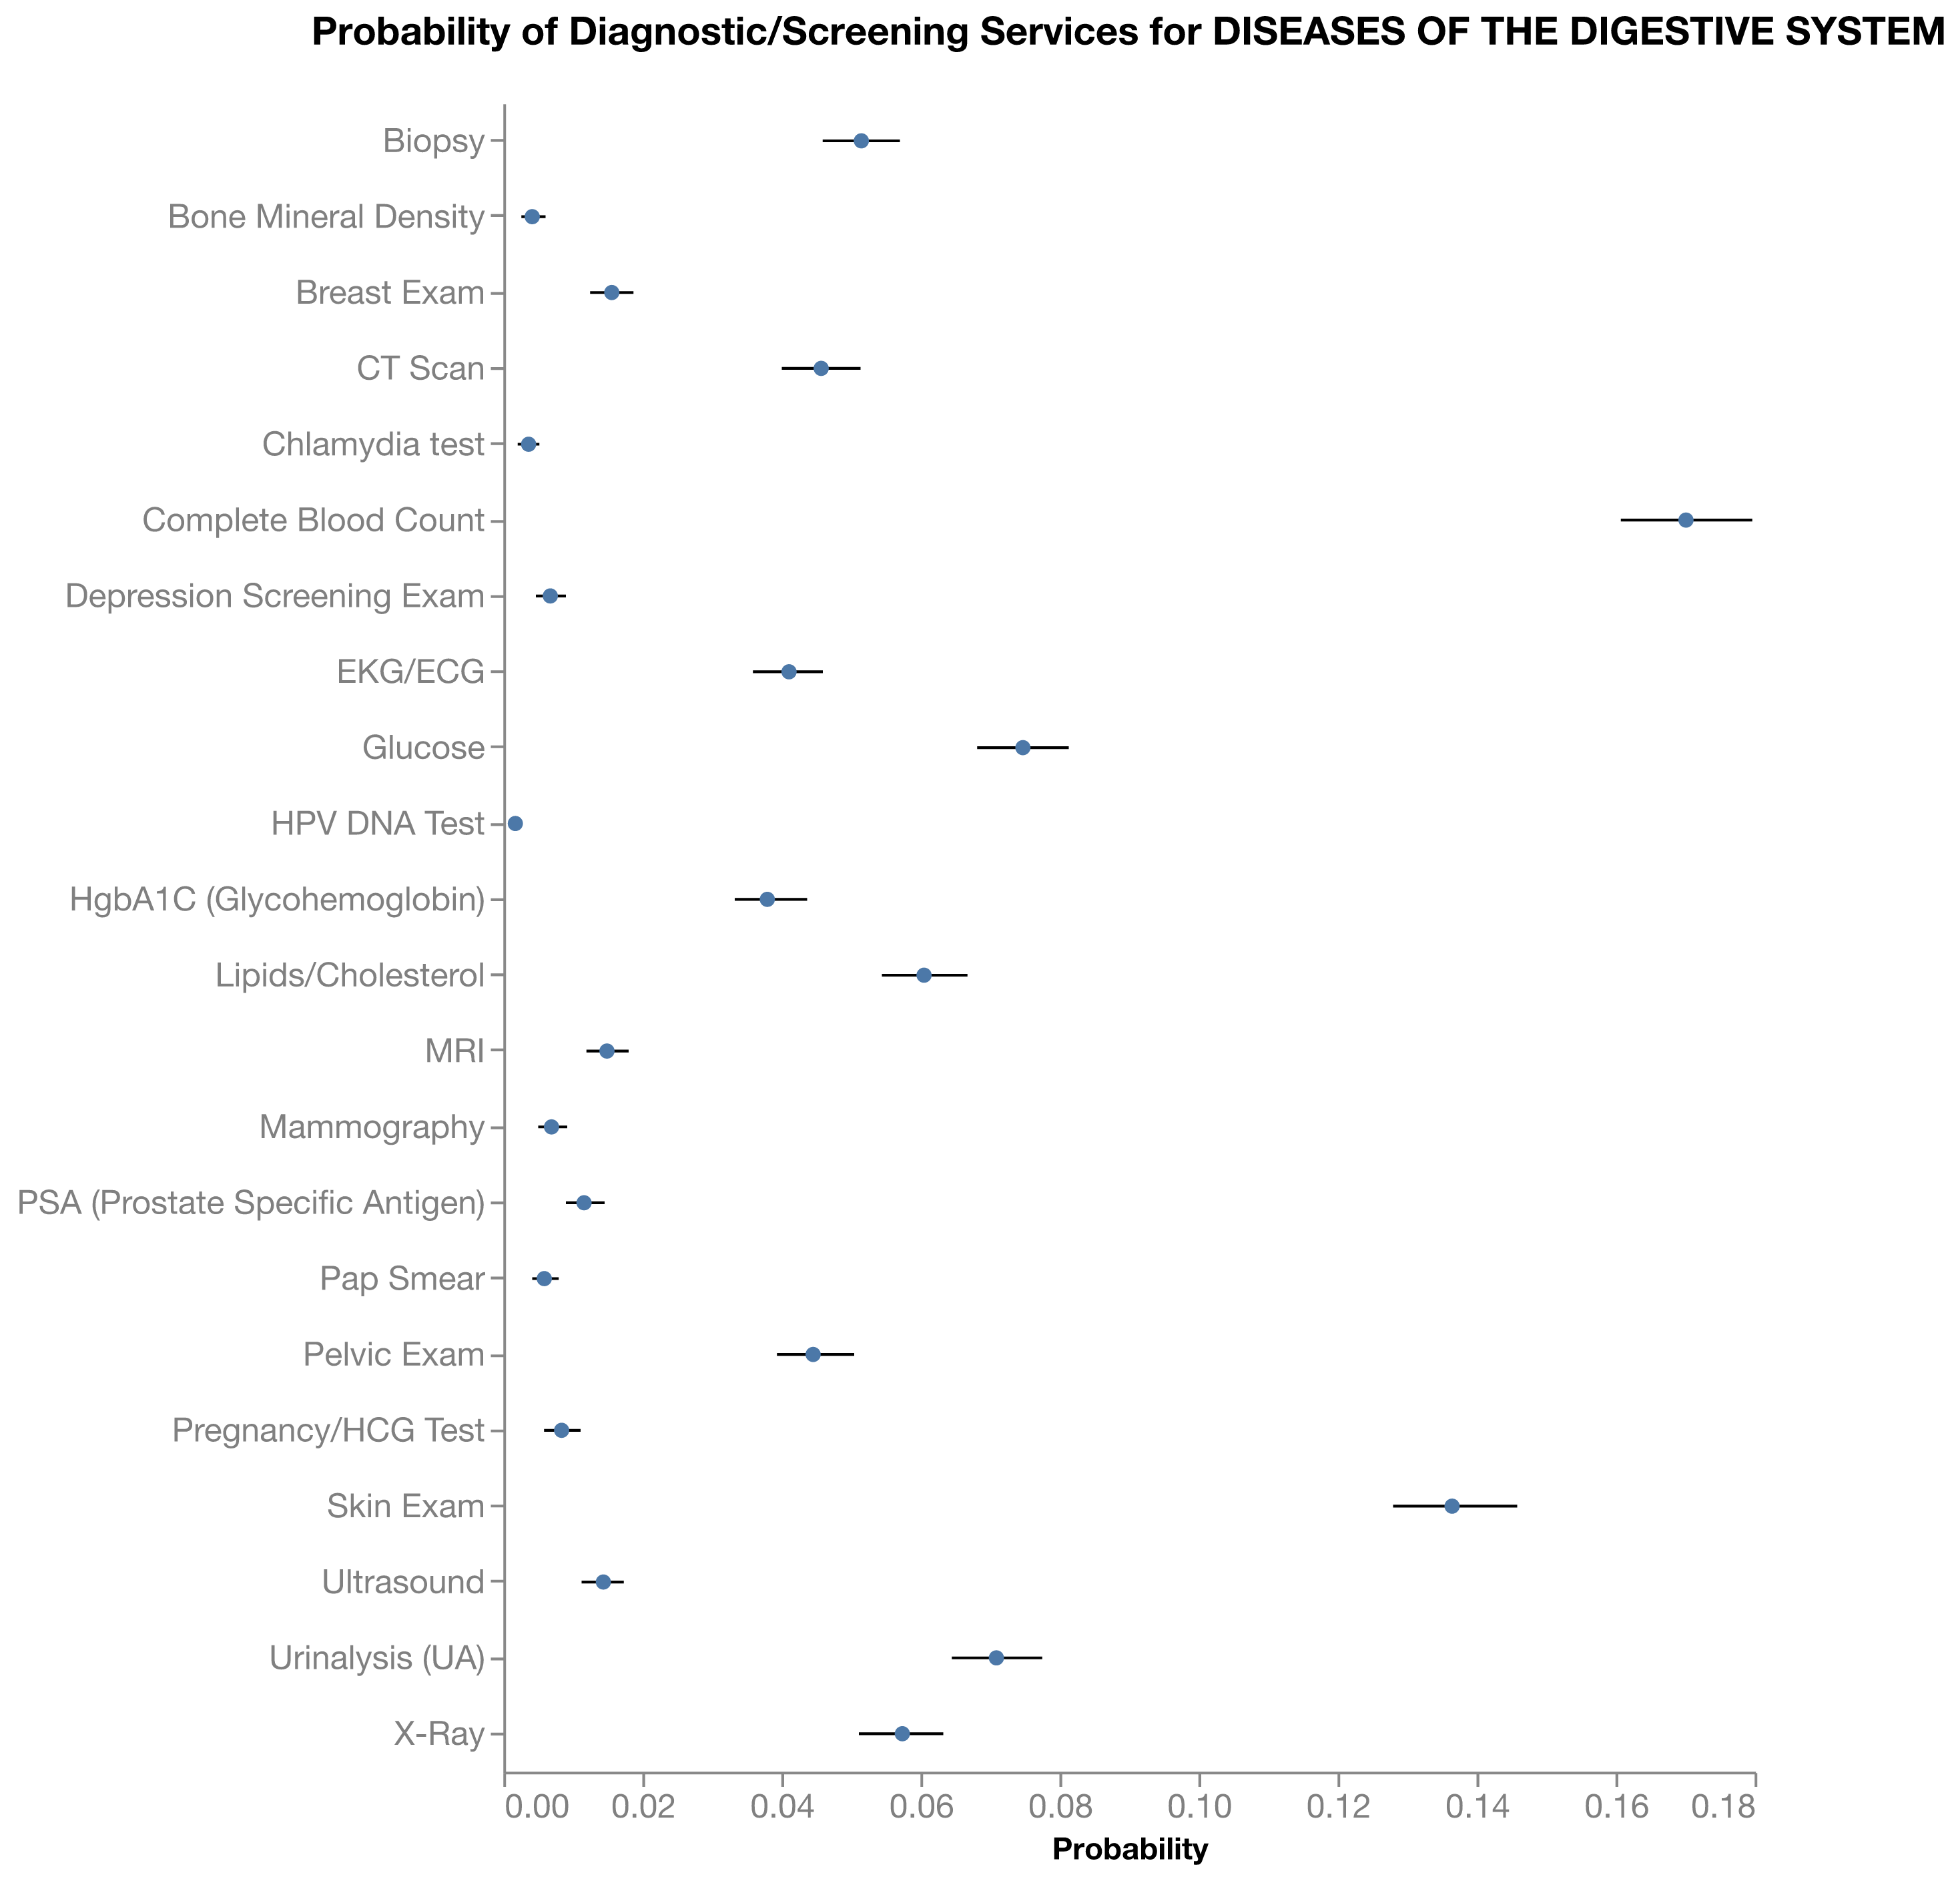 Probability of Diagnostic/Screening Services for DISEASES OF THE DIGESTIVE SYSTEM
Biopsy
Bone Mineral Density
Breast Exam
CT Scan
Chlamydia test
Complete Blood Count
Depression Screening Exam
EKG/ECG
Glucose
HPV DNA Test
HgbA1C (Glycohemoglobin)
Lipids/Cholesterol
MRI
Mammography
PSA (Prostate Specific Antigen)
Pap Smear
Pelvic Exam
Pregnancy/HCG Test
Skin Exam
Ultrasound
Urinalysis (UA)
X-Ray
0.00 0.02 0.04 0.06 0.08 0.10 0.12 0.14 0.16 0.18
Probability